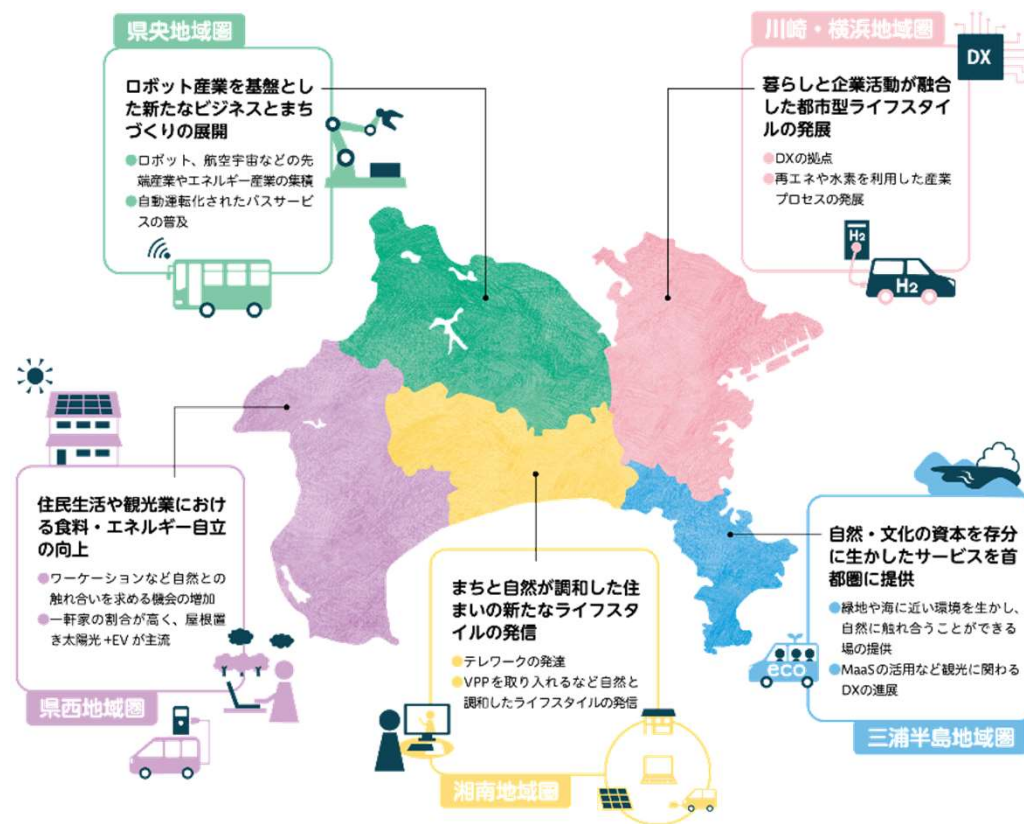 県央地域圏
ロボット産業を基盤とし
た新たなビジネスとまち
づくりの展開
●ロボット、航空宇宙などの先
端産業やエネルギー産業の集積
●自動運転化されたバスサービ
スの普及
川崎・横浜地域圏
DX
暮らしと企業活動が融合
した都市型ライフスタイ
ルの発展
●DXの拠点
●再エネや水素を利用した産業
プロセスの発展
H2
H2
住民生活や観光業におけ
る食料・エネルギー自立
の向上
●ワーケーションなど自然との
触れ合いを求める機会の増加
●一軒家の割合が高く、屋根置
き太陽光+EVが主流
県西地域圏
まちと自然が調和した住
まいの新たなライフスタ
イルの発信
●テレワークの発達
●VPPを取り入れるなど自然と
調和したライフスタイルの発信
湘南地域圏
自然・文化の資本を存分
に生かしたサービスを首
都圏に提供
●緑地や海に近い環境を生かし、
自然に触れ合うことができる
場の提供
●MaaSの活用など観光に関わる
DXの進展
eco
三浦半島地域圏